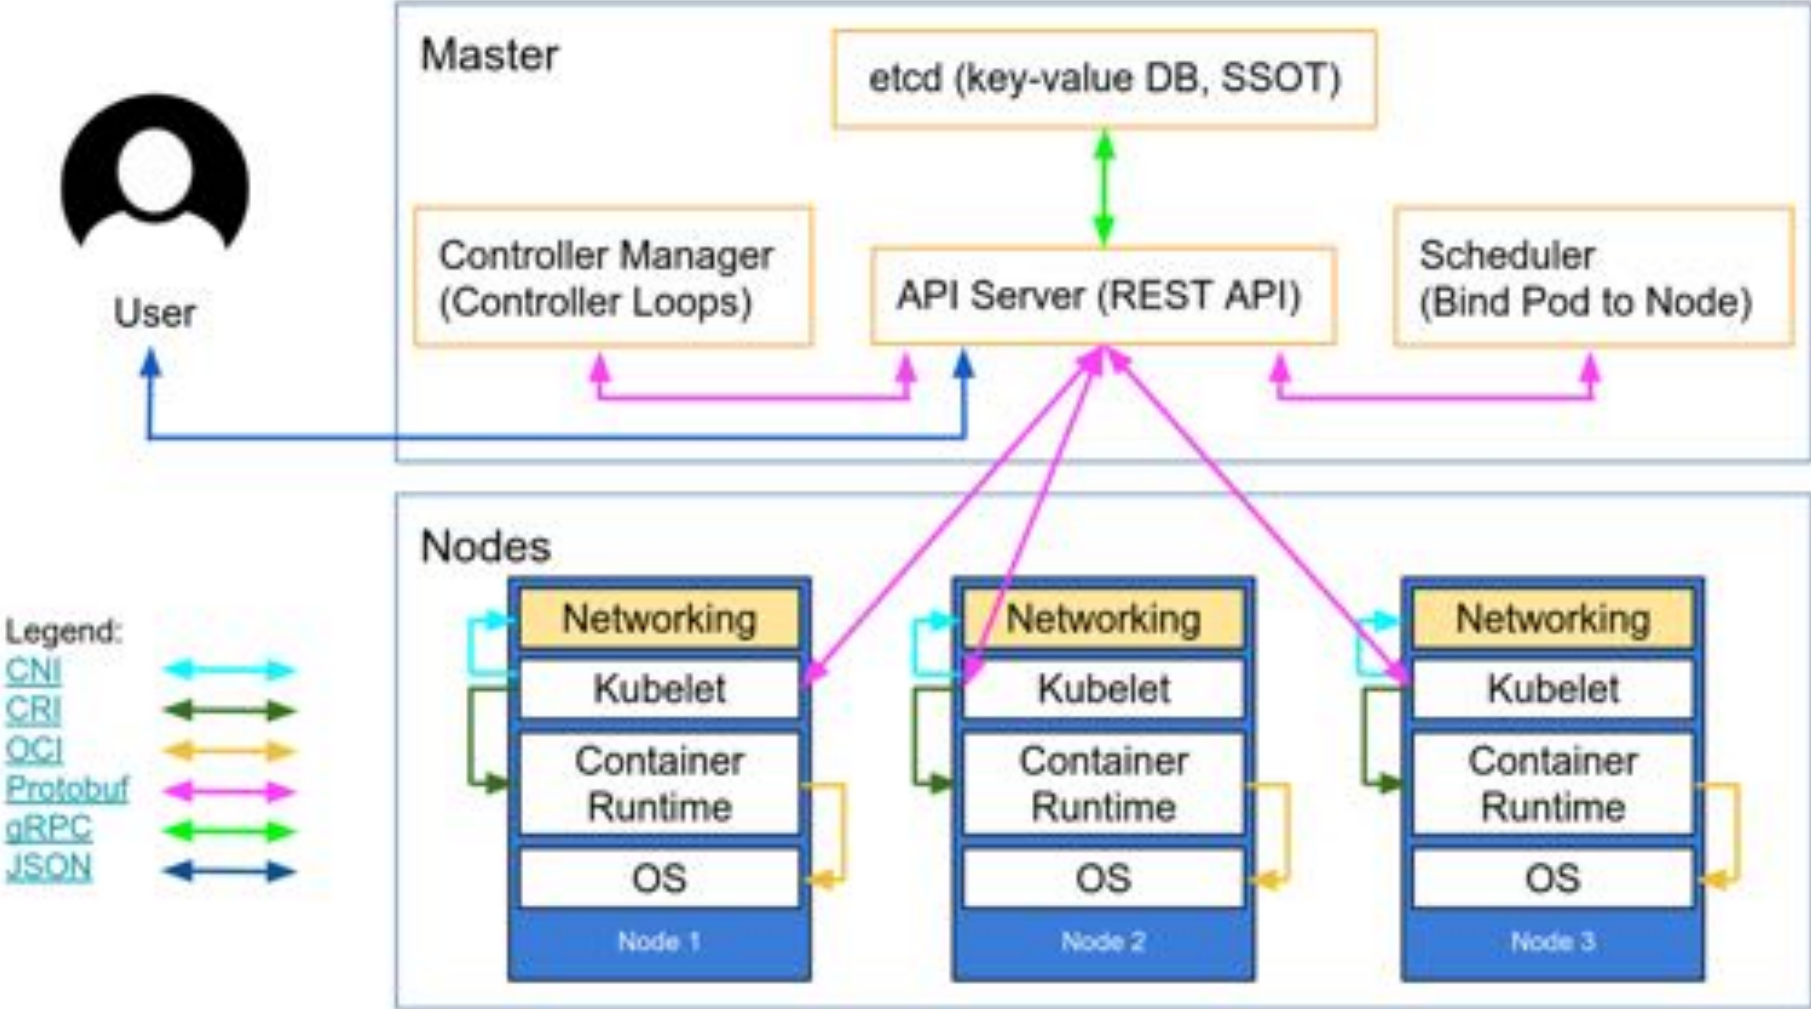 Master
etcd (key-value DB, SSOT)
Controller Manager
(Controller Loops)
API Server (REST API)
Scheduler
(Bind Pod to Node)
User
Nodes
Networking
Kubelet
Container
Runtime
OS
Node 1
Networking
Kubelet
Container
Runtime
OS
Node 2
Networking
Kubelet
Container
Runtime
OS
Node 3
Legend:
CNI
CRI
OCI
Protobuf
gRPC
JSON